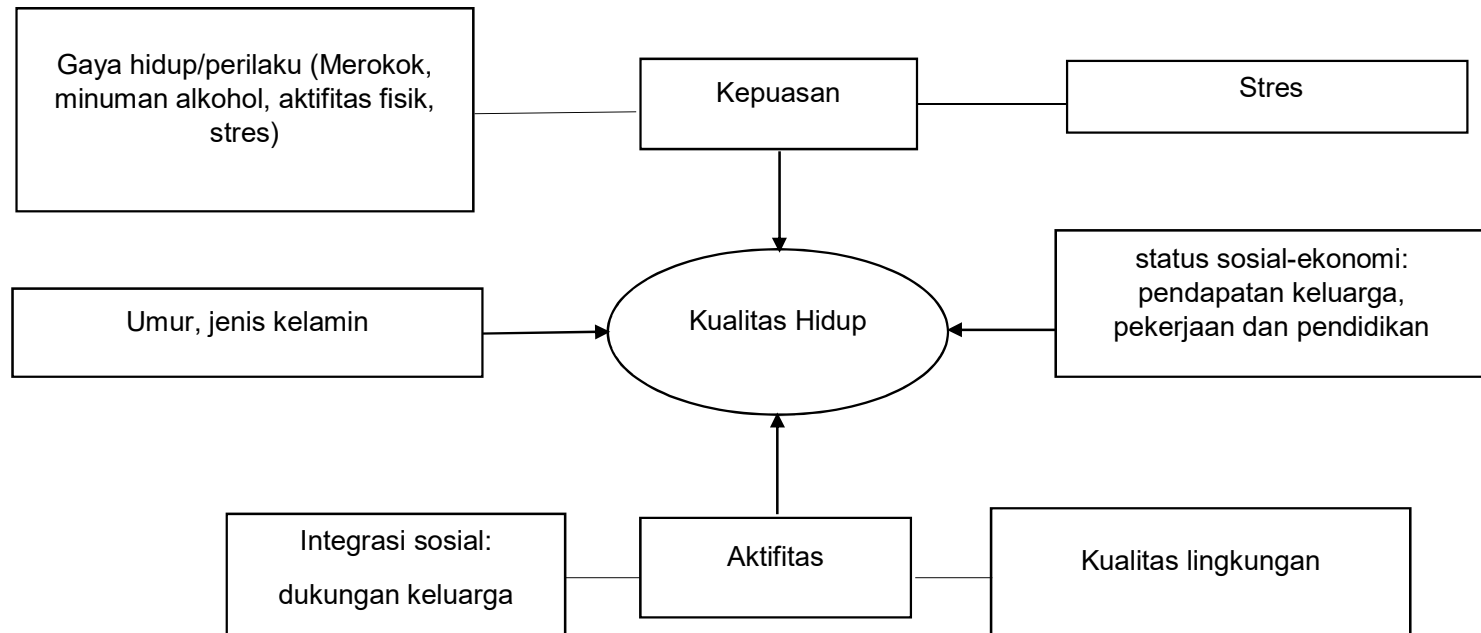 Gaya hidup/perilaku (Merokok,
minuman alkohol, aktifitas fisik,
stres)
Kepuasan
Stres
Umur, jenis kelamin
Kualitas Hidup
status sosial-ekonomi:
pendapatan keluarga,
pekerjaan dan pendidikan
Integrasi sosial:
dukungan keluarga
Aktifitas
Kualitas lingkungan